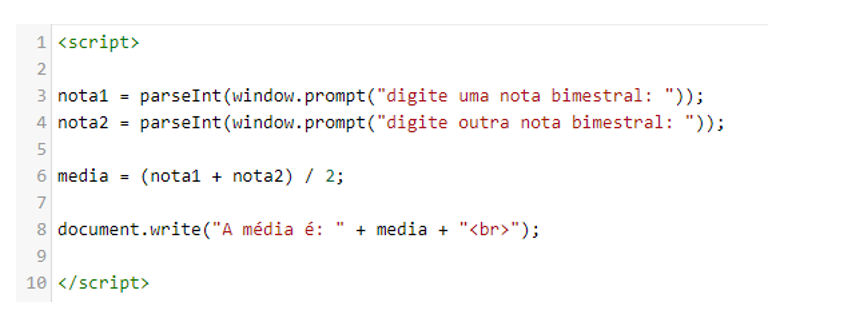 1 <script>
2
3 nota1 = parseInt(window.prompt("digite uma nota bimestral: "));
4 nota2 = parseInt(window.prompt("digite outra nota bimestral: "));
5
6 media = (nota1 + nota2) / 2;
7
8 document.write("A média é: " + media + "<br>");
9
10 </script>